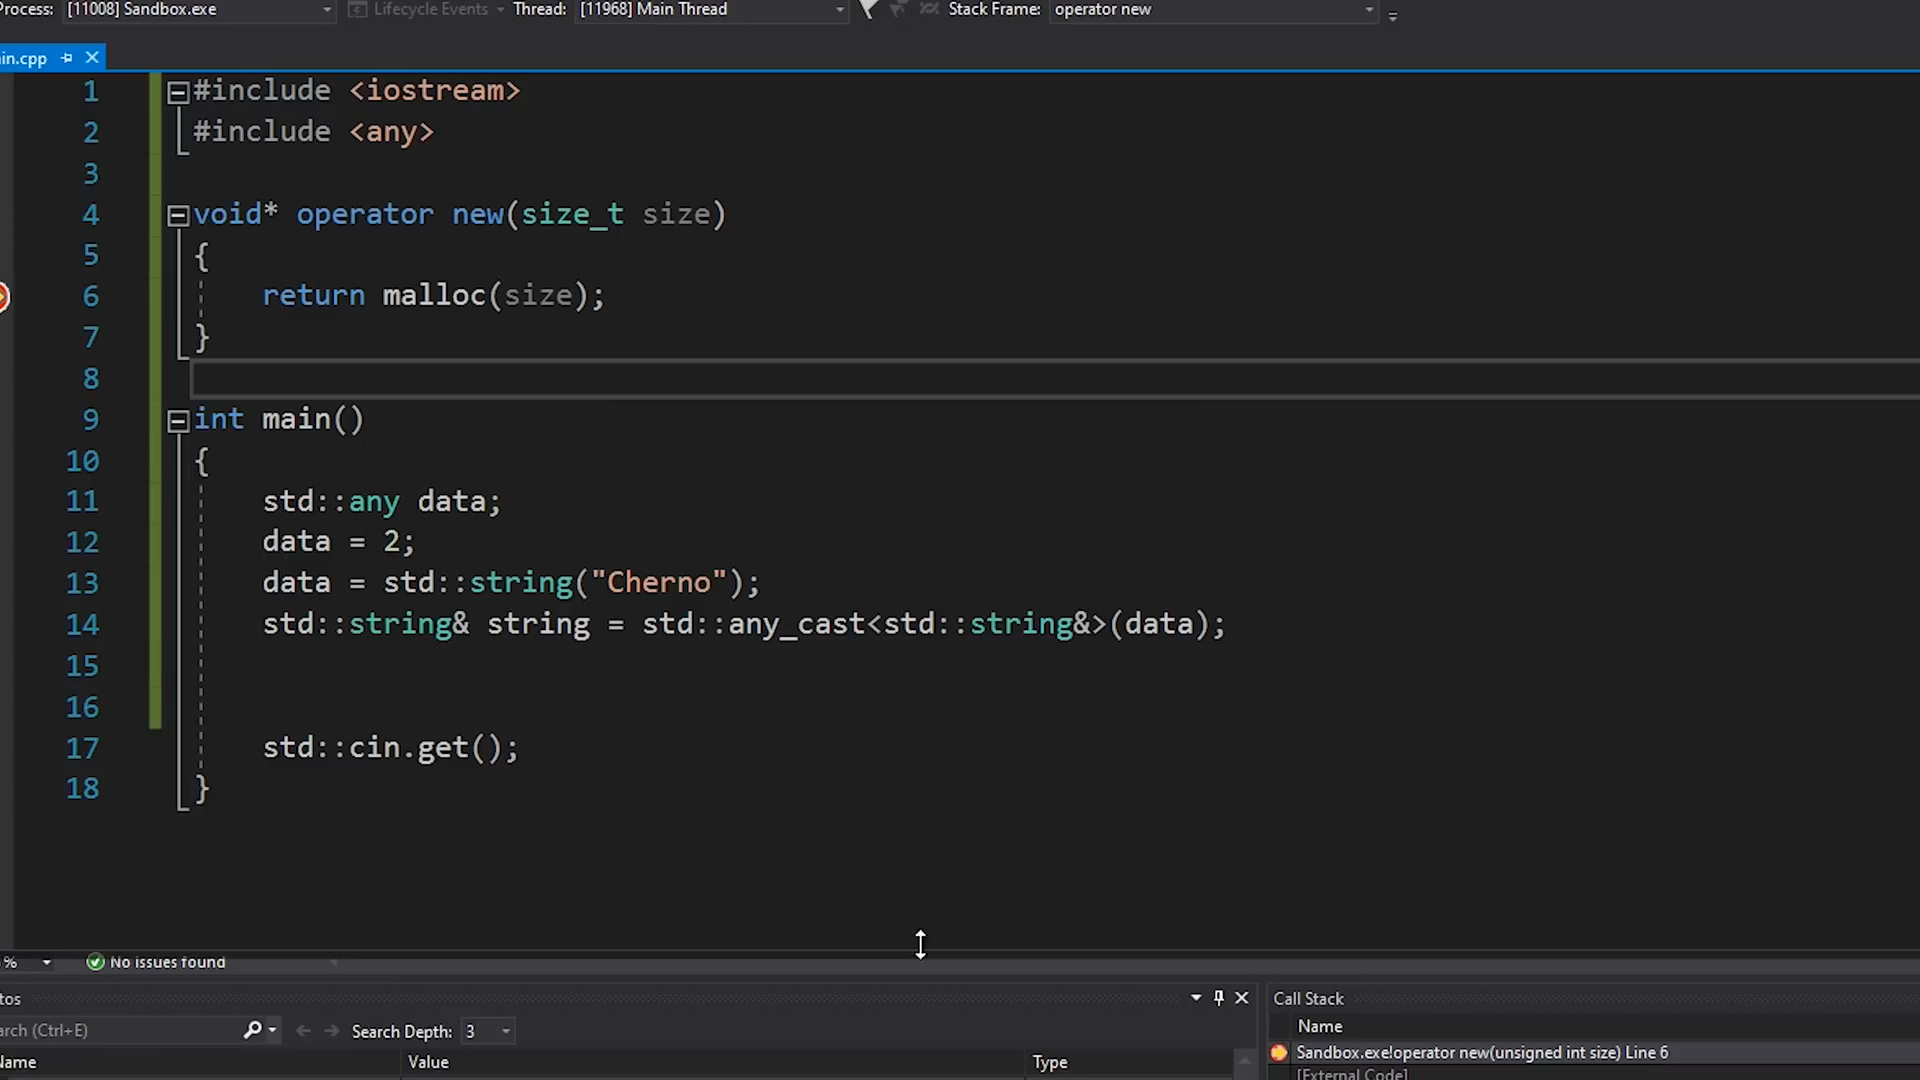 Process: [11008] Sandbox.exe Lifecycle Events Thread: [11968] Main Thread Stack Frame: operator new
in.cpp
1 #include <iostream>
2 #include <any>
3
4 void* operator new(size_t size)
5 {
6 return malloc(size);
7 }
8
9 int main()
10 {
11 std::any data;
12 data = 2;
13 data = std::string("Cherno");
14 std::string& string = std::any_cast<std::string&>(data);
15
16
17 std::cin.get();
18 }
% No issues found
tos
arch (Ctrl+E) Search Depth: 3
Name Value Type
Call Stack
Name
Sandbox.exe!operator new(unsigned int size) Line 6
[External Code]